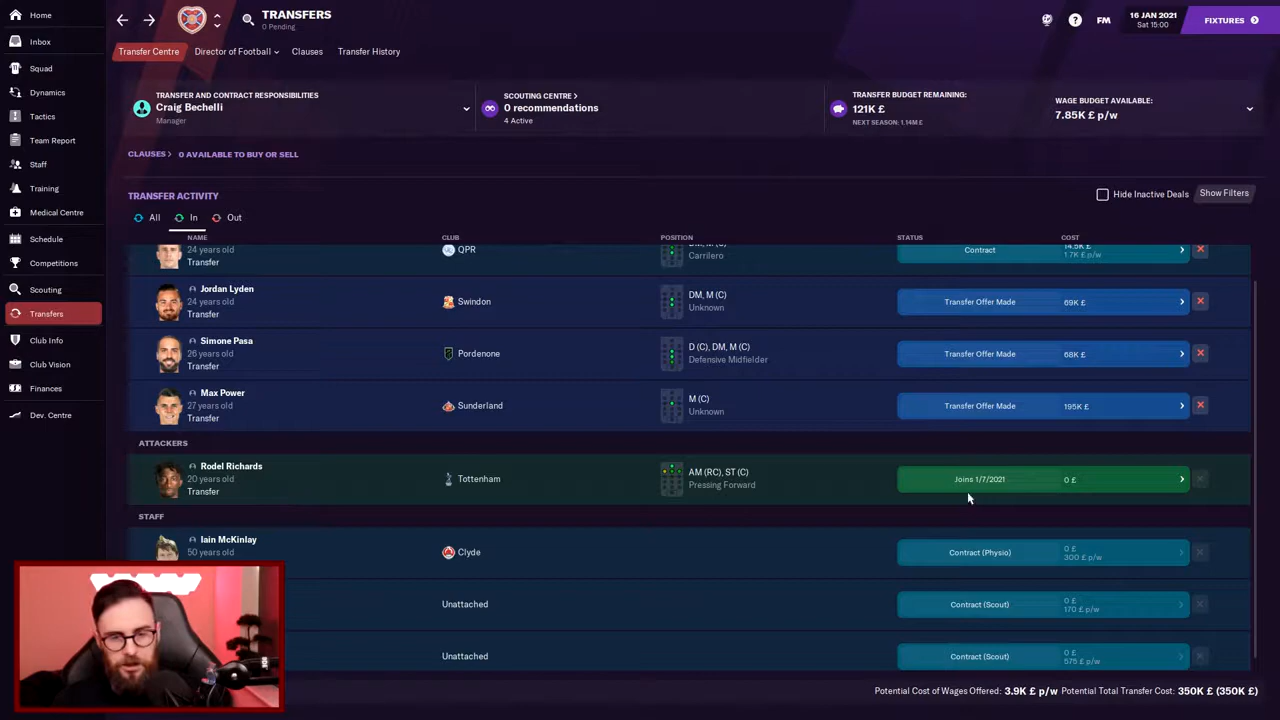 Home
TRANSFERS
0 Pending
FM
16 JAN 2021
Sat 15:00
FIXTURES
Inbox
Transfer Centre
Director of Football
Clauses
Transfer History
Squad
Dynamics
Tactics
Team Report
Staff
Training
Medical Centre
Schedule
Competitions
Scouting
Transfers
Club Info
Club Vision
Finances
Dev. Centre
TRANSFER AND CONTRACT RESPONSIBILITIES
Craig Bechelli
Manager
SCOUTING CENTRE >
0 recommendations
4 Active
TRANSFER BUDGET REMAINING:
121K £
NEXT SEASON: 1.14M £
WAGE BUDGET AVAILABLE:
7.85K £ p/w
CLAUSES > 0 AVAILABLE TO BUY OR SELL
TRANSFER ACTIVITY
Hide Inactive Deals
Show Filters
All In Out
NAME CLUB POSITION STATUS COST
24 years old
Transfer
QPR
Carrilero
Contract
1.7K £ p/w
Jordan Lyden
24 years old
Transfer
Swindon
DM, M (C)
Unknown
Transfer Offer Made
69K £
Simone Pasa
26 years old
Transfer
Pordenone
D (C), DM, M (C)
Defensive Midfielder
Transfer Offer Made
68K £
Max Power
27 years old
Transfer
Sunderland
M (C)
Unknown
Transfer Offer Made
195K £
ATTACKERS
Rodel Richards
20 years old
Transfer
Tottenham
AM (RC), ST (C)
Pressing Forward
Joins 1/7/2021
0 £
STAFF
Iain McKinlay
50 years old
Clyde
Contract (Physio)
0 £
300 £ p/w
Unattached
Contract (Scout)
0 £
170 £ p/w
Unattached
Contract (Scout)
0 £
575 £ p/w
Potential Cost of Wages Offered: 3.9K £ p/w Potential Total Transfer Cost: 350K £ (350K £)